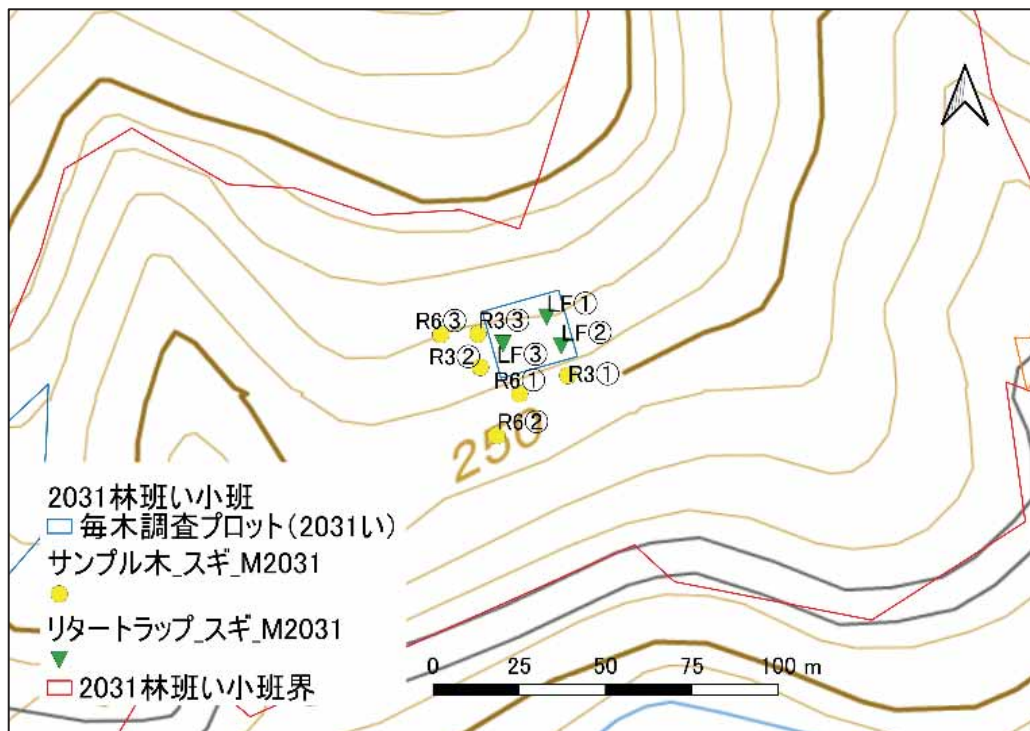 LF①
R6③ R3③
LF②
R3② LF③
R6① R3①
R6②
250
2031林班い小班
毎木調査プロット(2031い)
サンプル木_スギ_M2031
リタートラップ_スギ_M2031
2031林班い小班界
0 25 50 75 100 m